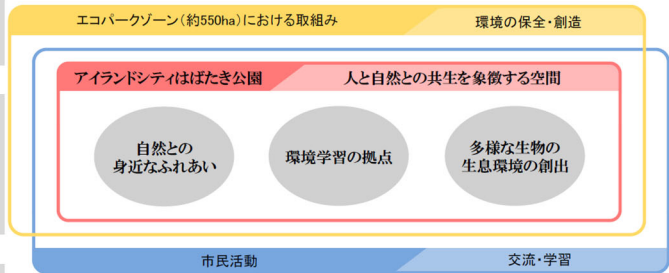 エコパークゾーン(約550ha)における取組み
環境の保全・創造
アイランドシティはばたき公園
人と自然との共生を象徴する空間
自然との
身近なふれあい
環境学習の拠点
多様な生物の
生息環境の創出
市民活動
交流・学習